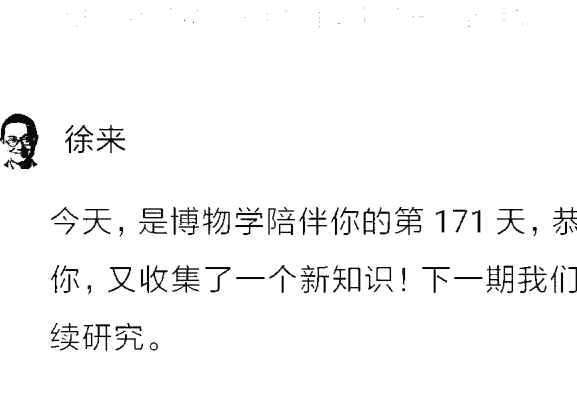 徐来
今天，是博物学陪伴你的第 171 天，恭
你，又收集了一个新知识！下一期我们
续研究。